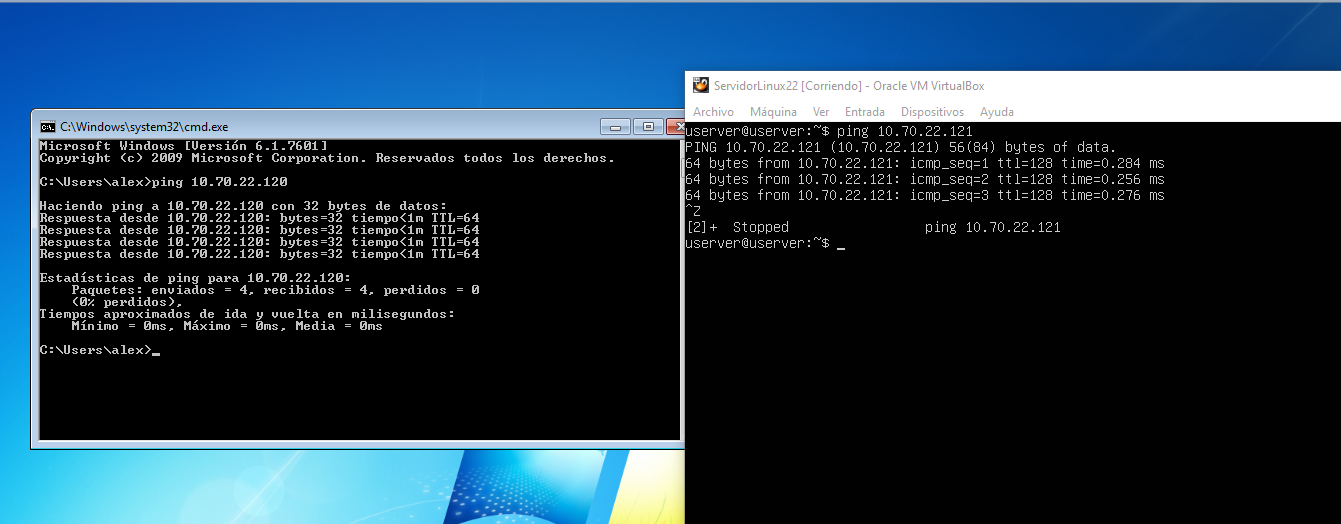 C:\Windows\system32\cmd.exe
Microsoft Windows [Versión 6.1.7601]
Copyright (c) 2009 Microsoft Corporation. Reservados todos los derechos.
C:\Users\alex>ping 10.70.22.120
Haciendo ping a 10.70.22.120 con 32 bytes de datos:
Respuesta desde 10.70.22.120: bytes=32 tiempo<1m TTL=64
Respuesta desde 10.70.22.120: bytes=32 tiempo<1m TTL=64
Respuesta desde 10.70.22.120: bytes=32 tiempo<1m TTL=64
Respuesta desde 10.70.22.120: bytes=32 tiempo<1m TTL=64
Estadísticas de ping para 10.70.22.120:
Paquetes: enviados = 4, recibidos = 4, perdidos = 0
(0% perdidos),
Tiempos aproximados de ida y vuelta en milisegundos:
Mínimo = 0ms, Máximo = 0ms, Media = 0ms
C:\Users\alex>_
ServidorLinux22 [Corriendo] - Oracle VM VirtualBox
Archivo Máquina Ver Entrada Dispositivos Ayuda
userver@userver:~$ ping 10.70.22.121
PING 10.70.22.121 (10.70.22.121) 56(84) bytes of data.
64 bytes from 10.70.22.121: icmp_seq=1 ttl=128 time=0.284 ms
64 bytes from 10.70.22.121: icmp_seq=2 ttl=128 time=0.256 ms
64 bytes from 10.70.22.121: icmp_seq=3 ttl=128 time=0.276 ms
^Z
[2]+ Stopped ping 10.70.22.121
userver@userver:~$ _